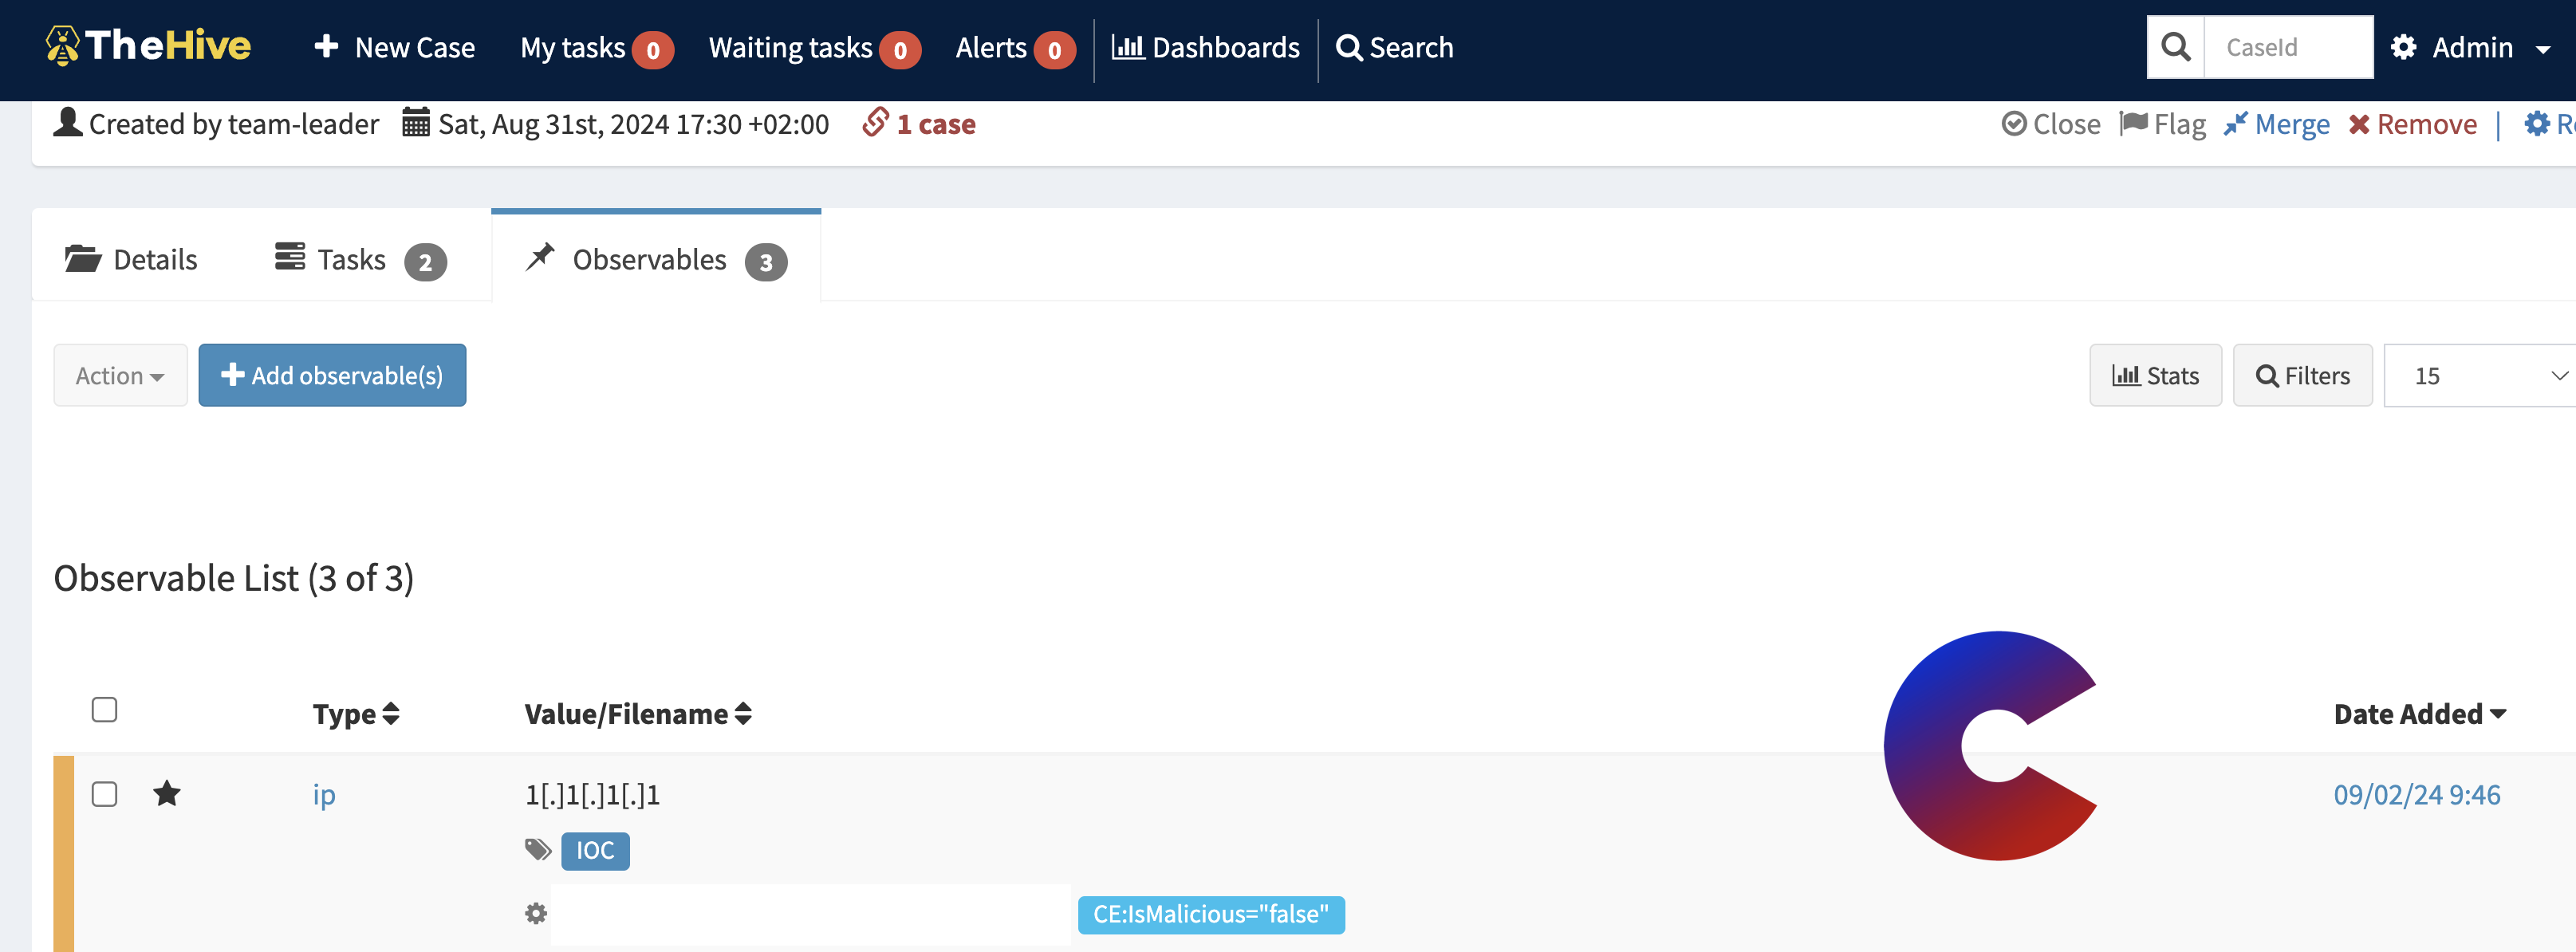 TheHive New Case My tasks 0 Waiting tasks 0 Alerts 0 Dashboards Search CaseId Admin
Created by team-leader Sat, Aug 31st, 2024 17:30 +02:00 1 case Close Flag Merge Remove
Details Tasks 2 Observables 3
Action Add observable(s) Stats Filters 15
Observable List (3 of 3)
Type Value/Filename Date Added
ip 1[.]1[.]1[.]1 09/02/24 9:46
IOC
CE:IsMalicious="false"